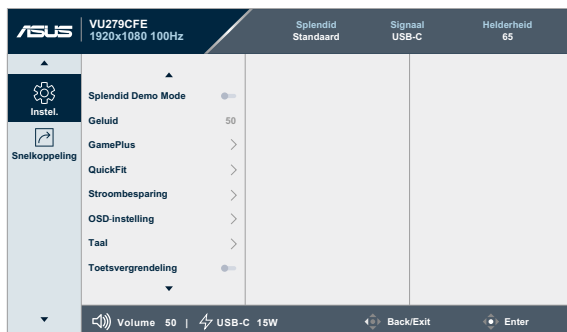 ASUS
VU279CFE
1920x1080 100Hz
Splendid
Standaard
Signaal
USB-C
Helderheid
65
Instel.
Snelkoppeling
Splendid Demo Mode
Geluid 50
GamePlus
QuickFit
Stroombesparing
OSD-instelling
Taal
Toetsvergrendeling
Volume 50 | USB-C 15W
Back/Exit
Enter